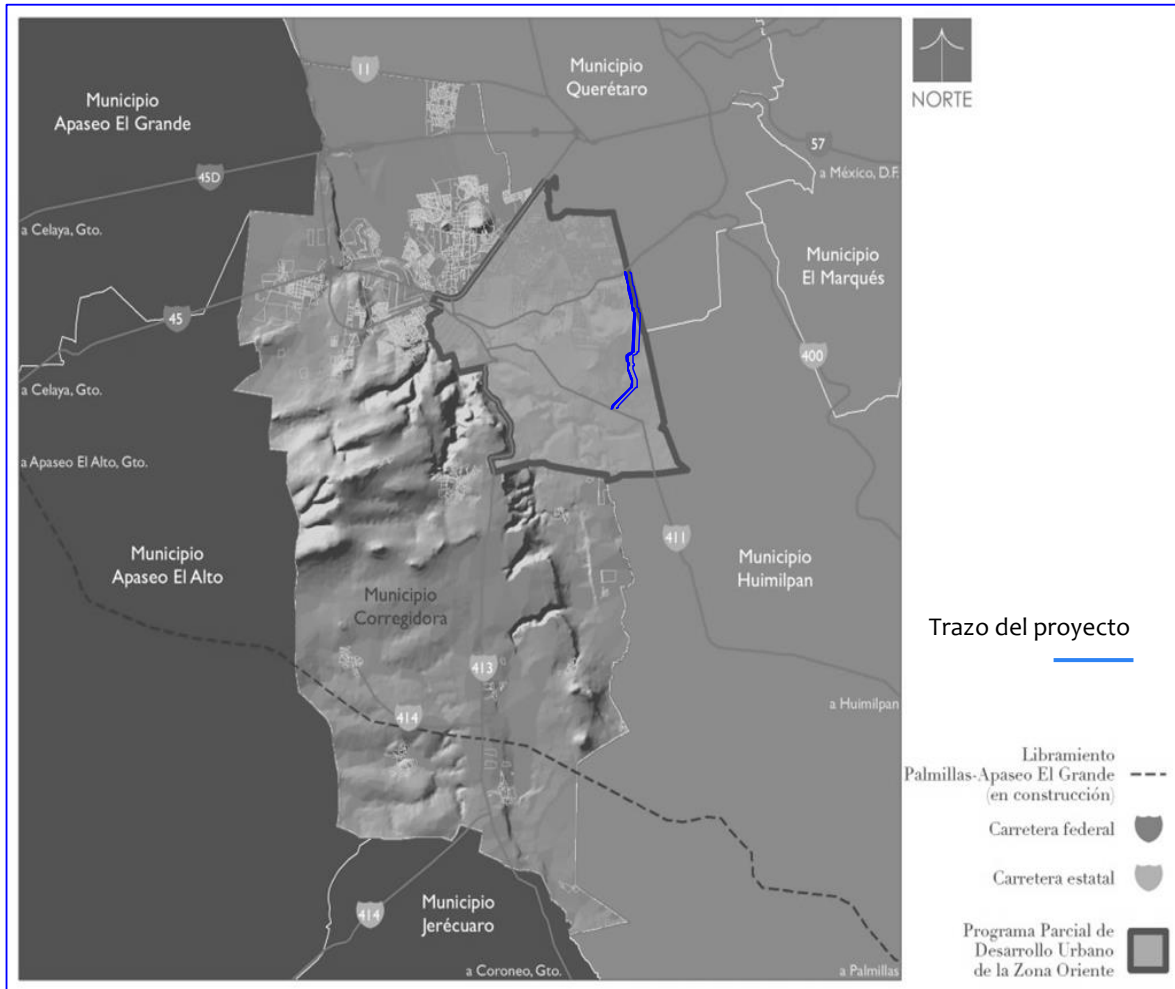 NORTE
11
Municipio
Querétaro
Municipio
Apaseo El Grande
57
a México, D.F.
45D
a Celaya, Gto.
Municipio
El Marqués
45
400
a Celaya, Gto.
a Apaseo El Alto, Gto.
411
Municipio
Apaseo El Alto
Municipio
Huimilpan
Municipio
Corregidora
Trazo del proyecto
413
a Huimilpan
414
Libramiento
Palmillas-Apaseo El Grande
(en construcción)
Carretera federal
Carretera estatal
Municipio
Jerécuaro
414
Programa Parcial de
Desarrollo Urbano
de la Zona Oriente
a Coroneo, Gto.
a Palmillas